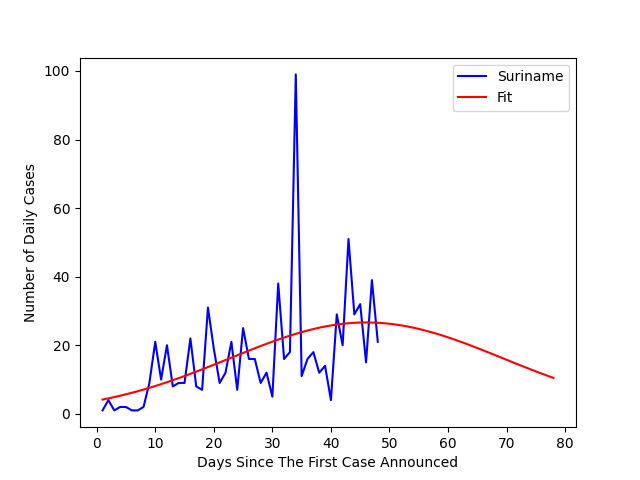 Suriname
Fit
100
80
60
40
20
0
Number of Daily Cases
0 10 20 30 40 50 60 70 80
Days Since The First Case Announced